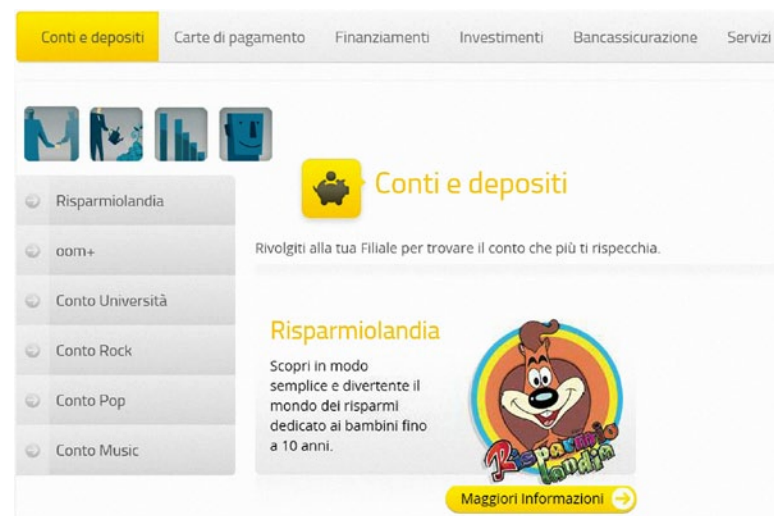 Conti e depositi Carte di pagamento Finanziamenti Investimenti Bancassicurazione Servizi
Conti e depositi
Risparmiolandia
oom+
Conto Università
Conto Rock
Conto Pop
Conto Music
Rivolgiti alla tua Filiale per trovare il conto che più ti rispecchia.
Risparmiolandia
Scopri in modo
semplice e divertente il
mondo dei risparmi
dedicato ai bambini fino
a 10 anni.
Risparmio
landia
Maggiori Informazioni